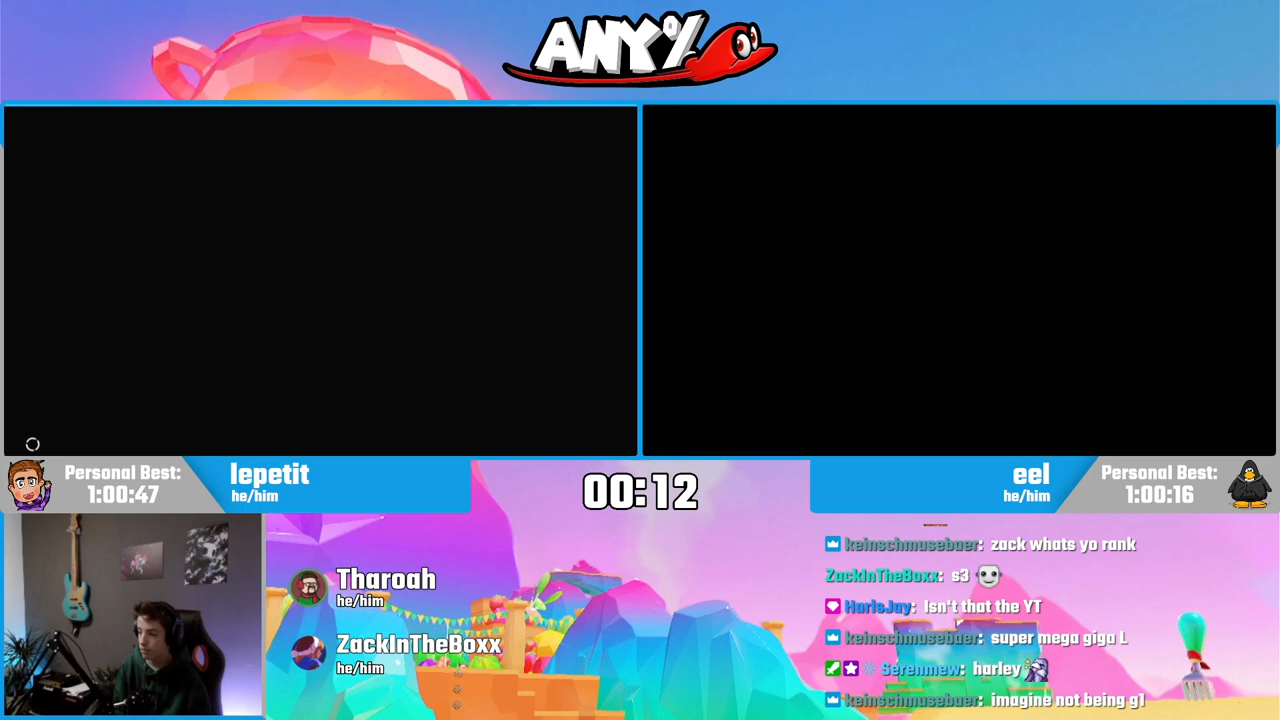 ANY%
Personal Best:
1:00:47
lepetit
he/him
00:12
eel
he/him
Personal Best:
1:00:16
Tharoah
he/him
ZackInTheBoxx
he/him
keinschmusebaer: zack whats yo rank
ZackInTheBoxx: s3
HarlsJay: Isn't that the YT
keinschmusebaer: super mega giga L
Serennew: harley
keinschmusebaer: imagine not being g1